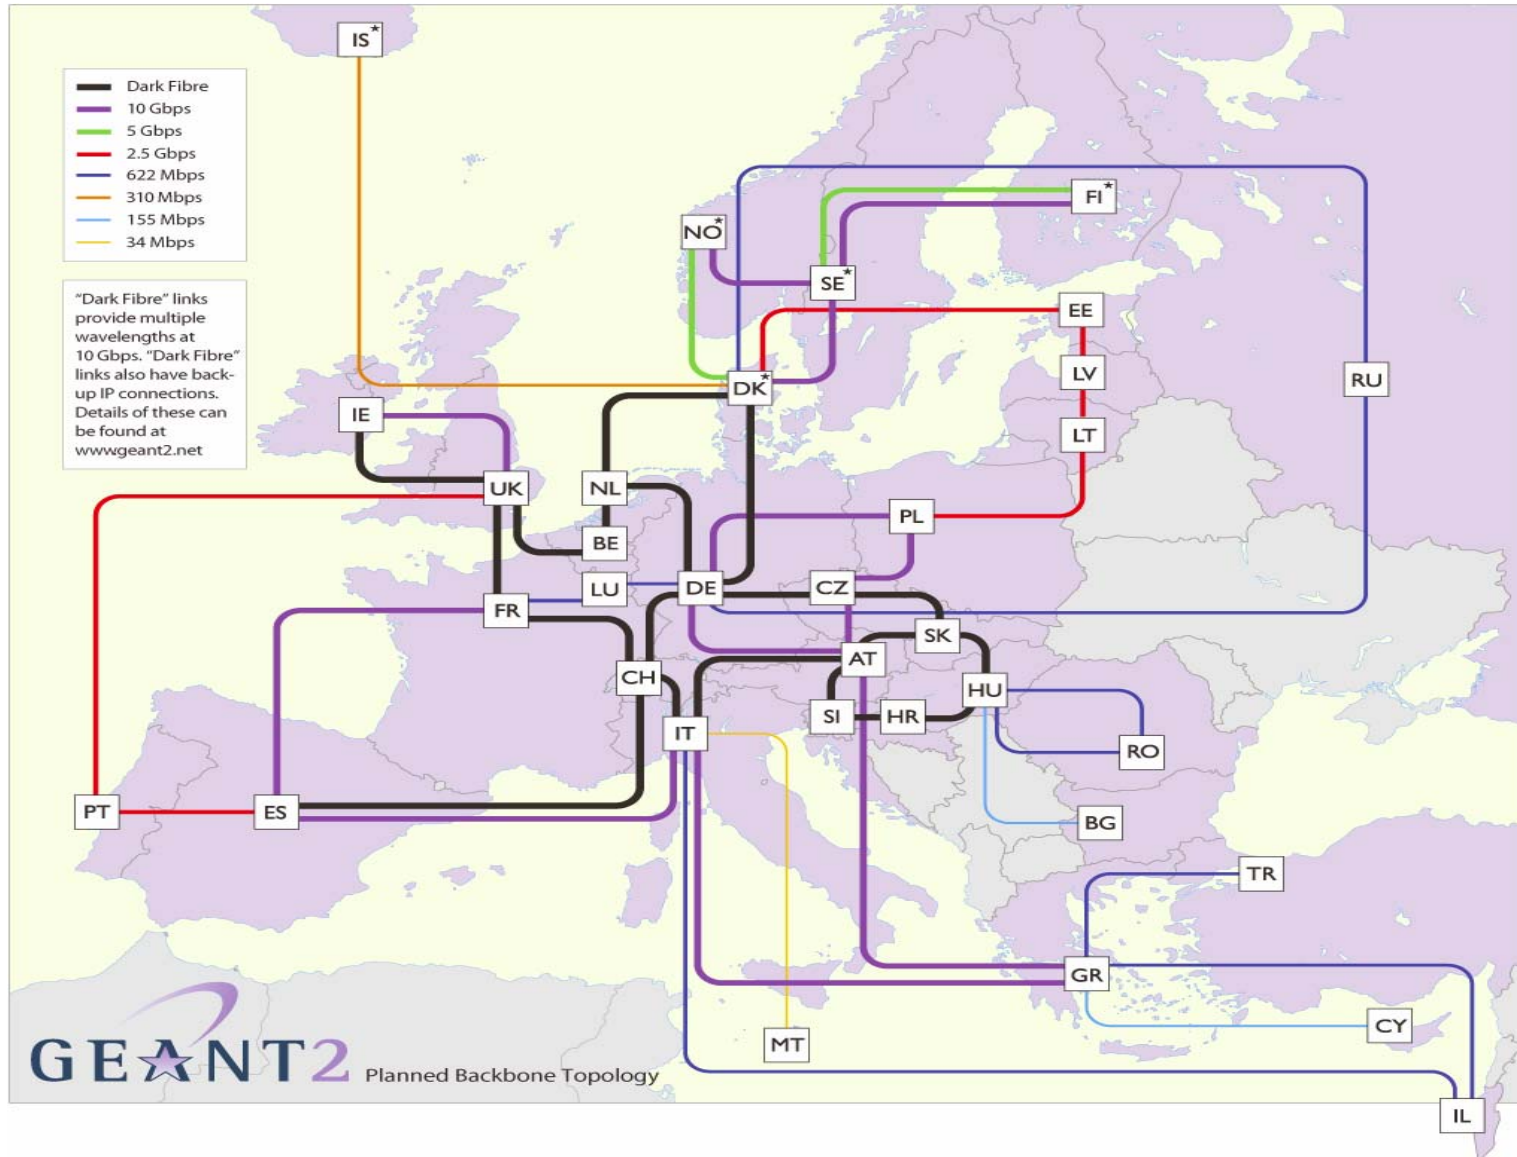 IS*
Dark Fibre
10 Gbps
5 Gbps
2.5 Gbps
622 Mbps
310 Mbps
155 Mbps
34 Mbps
"Dark Fibre" links
provide multiple
wavelengths at
10 Gbps. "Dark Fibre"
links also have back-
up IP connections.
Details of these can
be found at
www.geant2.net
FI*
NO*
SE*
EE
LV
RU
DK*
IE
LT
UK
NL
PL
BE
LU
DE
CZ
FR
SK
AT
CH
HU
SI
HR
IT
RO
PT
ES
BG
TR
GR
CY
MT
GEANT2
Planned Backbone Topology
IL